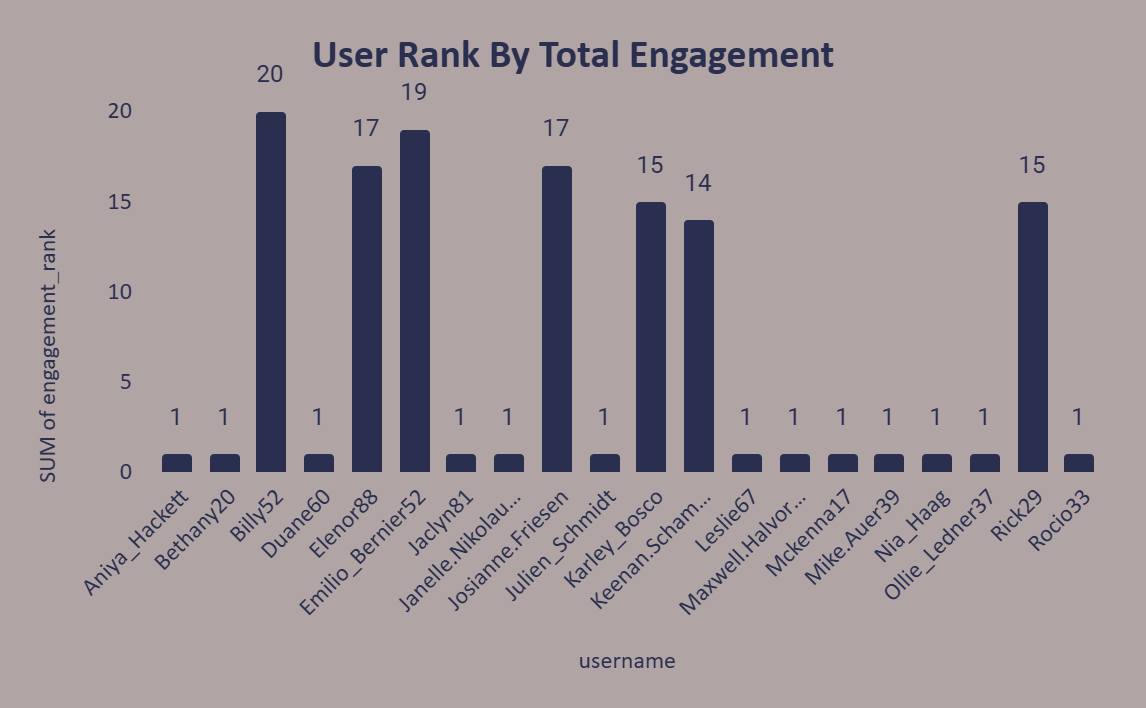 User Rank By Total Engagement
20
19
17
17
15
14
15
1
1
1
1
1
1
1
1
1
1
1
1
1
20
15
10
5
0
SUM of engagement_rank
Aniya_Hackett
Bethany20
Billy52
Duane60
Elenor88
Emilio_Bernier52
Jaclyn81
Janelle.Nikolau...
Josianne.Friesen
Julien_Schmidt
Karley_Bosco
Keenan.Scham...
Leslie67
Maxwell.Halvor...
Mckenna17
Mike.Auer39
Nia_Haag
Ollie_Ledner37
Rick29
Rocio33
username